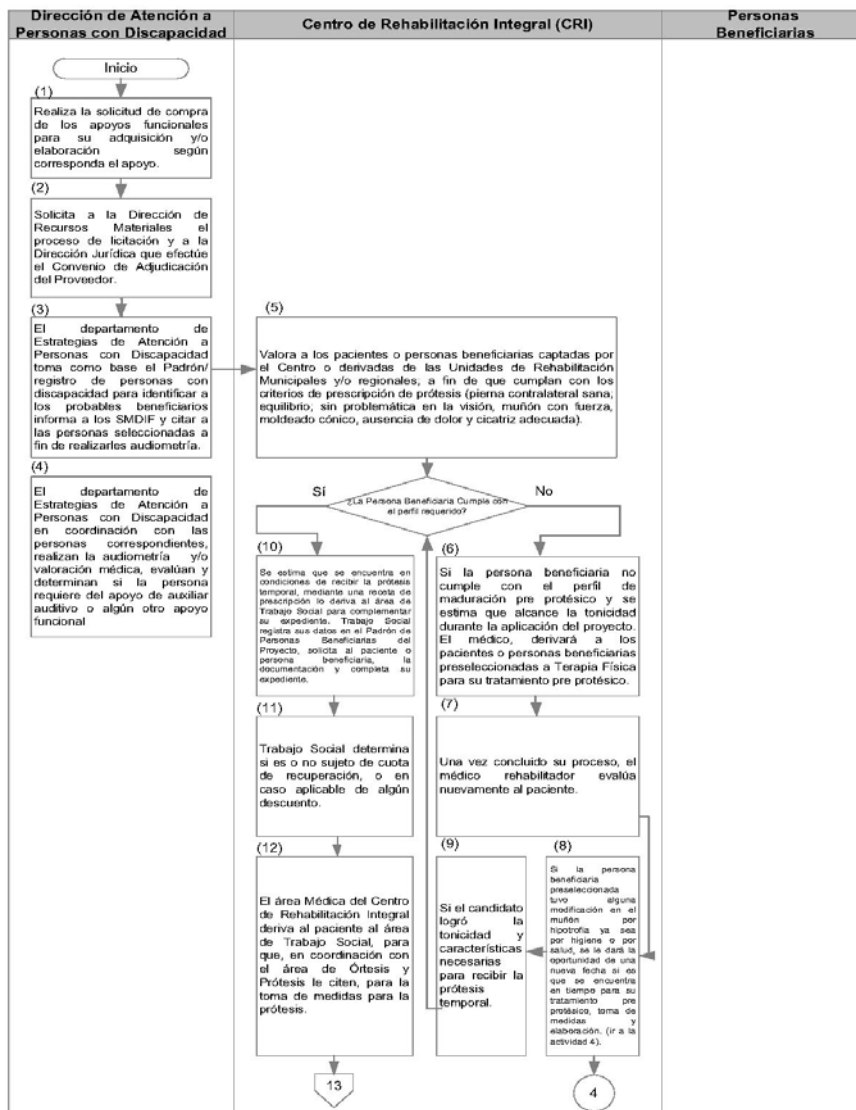 Dirección de Atención a
Personas con Discapacidad
Centro de Rehabilitación Integral (CRI)
Personas
Beneficiarias
Inicio
(1)
Realiza la solicitud de compra
de los apoyos funcionales
para su adquisición y/o
elaboración según
corresponda el apoyo.
(2)
Solicita a la Dirección de
Recursos Materiales el
proceso de licitación y a la
Dirección Jurídica que efectúe
el Convenio de Adjudicación
del Proveedor.
(3)
El departamento de
Estrategias de Atención a
Personas con Discapacidad
toma como base el Padrón/
registro de personas con
discapacidad para identificar a
los probables beneficiarios
informa a los SMDIF y citar a
las personas seleccionadas a
fin de realizarles audiometría.
(4)
El departamento de
Estrategias de Atención a
Personas con Discapacidad
en coordinación con las
personas correspondientes,
realizan la audiometría y/o
valoración médica, evalúan y
determinan si la persona
requiere del apoyo de auxiliar
auditivo o algún otro apoyo
funcional
(5)
Valora a los pacientes o personas beneficiarias captadas por
el Centro o derivadas de las Unidades de Rehabilitación
Municipales y/o regionales; a fin de que cumplan con los
criterios de prescripción de prótesis (pierna contralateral sana;
equilibrio; sin problemática en la visión, muñón con fuerza,
moldeado cónico, ausencia de dolor y cicatriz adecuada).
¿La Persona Beneficiaria Cumple con
el perfil requerido?
Sí
No
(10)
Se estima que se encuentra en
condiciones de recibir la prótesis
temporal, mediante una receta de
prescripción lo deriva al área de
Trabajo Social para complementar
su expediente. Trabajo Social
registra sus datos en el Padrón de
Personas Beneficiarias del
Proyecto, solicita al paciente o
persona beneficiaria, la
documentación y completa su
expediente.
(6)
Si la persona beneficiaria no
cumple con el perfil de
maduración pre protésico y se
estima que alcance la tonicidad
durante la aplicación del proyecto.
El médico, derivará a los
pacientes o personas beneficiarias
preseleccionadas a Terapia Física
para su tratamiento pre protésico.
(11)
Trabajo Social determina
si es o no sujeto de cuota
de recuperación, o en
caso aplicable de algún
descuento.
(7)
Una vez concluido su proceso, el
médico rehabilitador evalúa
nuevamente al paciente.
(12)
El área Médica del Centro
de Rehabilitación Integral
deriva al paciente al área de
Trabajo Social, para
que, en coordinación con
el área de Órtesis y
Prótesis le citen, para la
toma de medidas para la
prótesis.
(9)
Si el candidato
logró la
tonicidad y
características
necesarias
para recibir la
prótesis
temporal.
(8)
Si la persona
beneficiaria
preseleccionada
tuvo alguna
modificación en el
muñón por
hipotrofia ya sea
por higiene o por
salud, se le dará la
oportunidad de una
nueva fecha si es
que se encuentra
en tiempo para su
tratamiento pre
protésico, toma de
medidas y
elaboración. (ir a la
actividad 4).
13
4